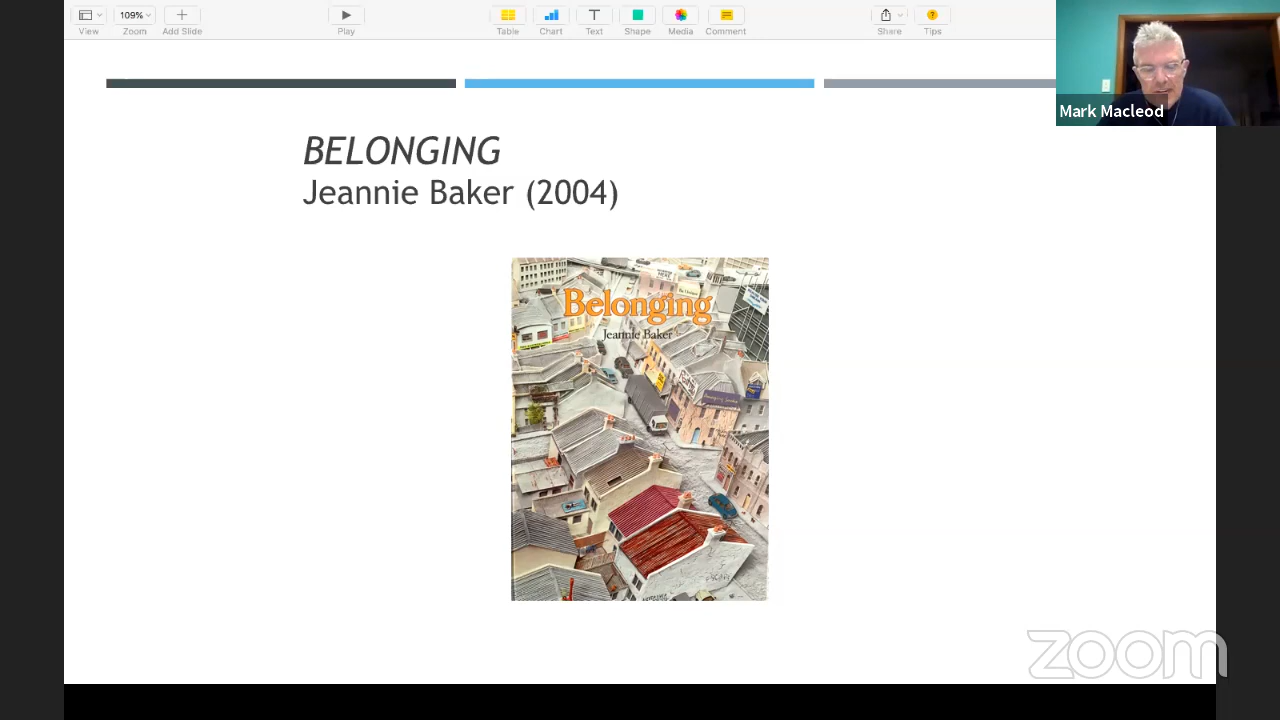 109%
View
Zoom
Add Slide
Play
Table
Chart
Text
Shape
Media
Comment
Share
Tips
Mark Macleod
BELONGING
Jeannie Baker (2004)
Belonging
Jeannie Baker
zoom